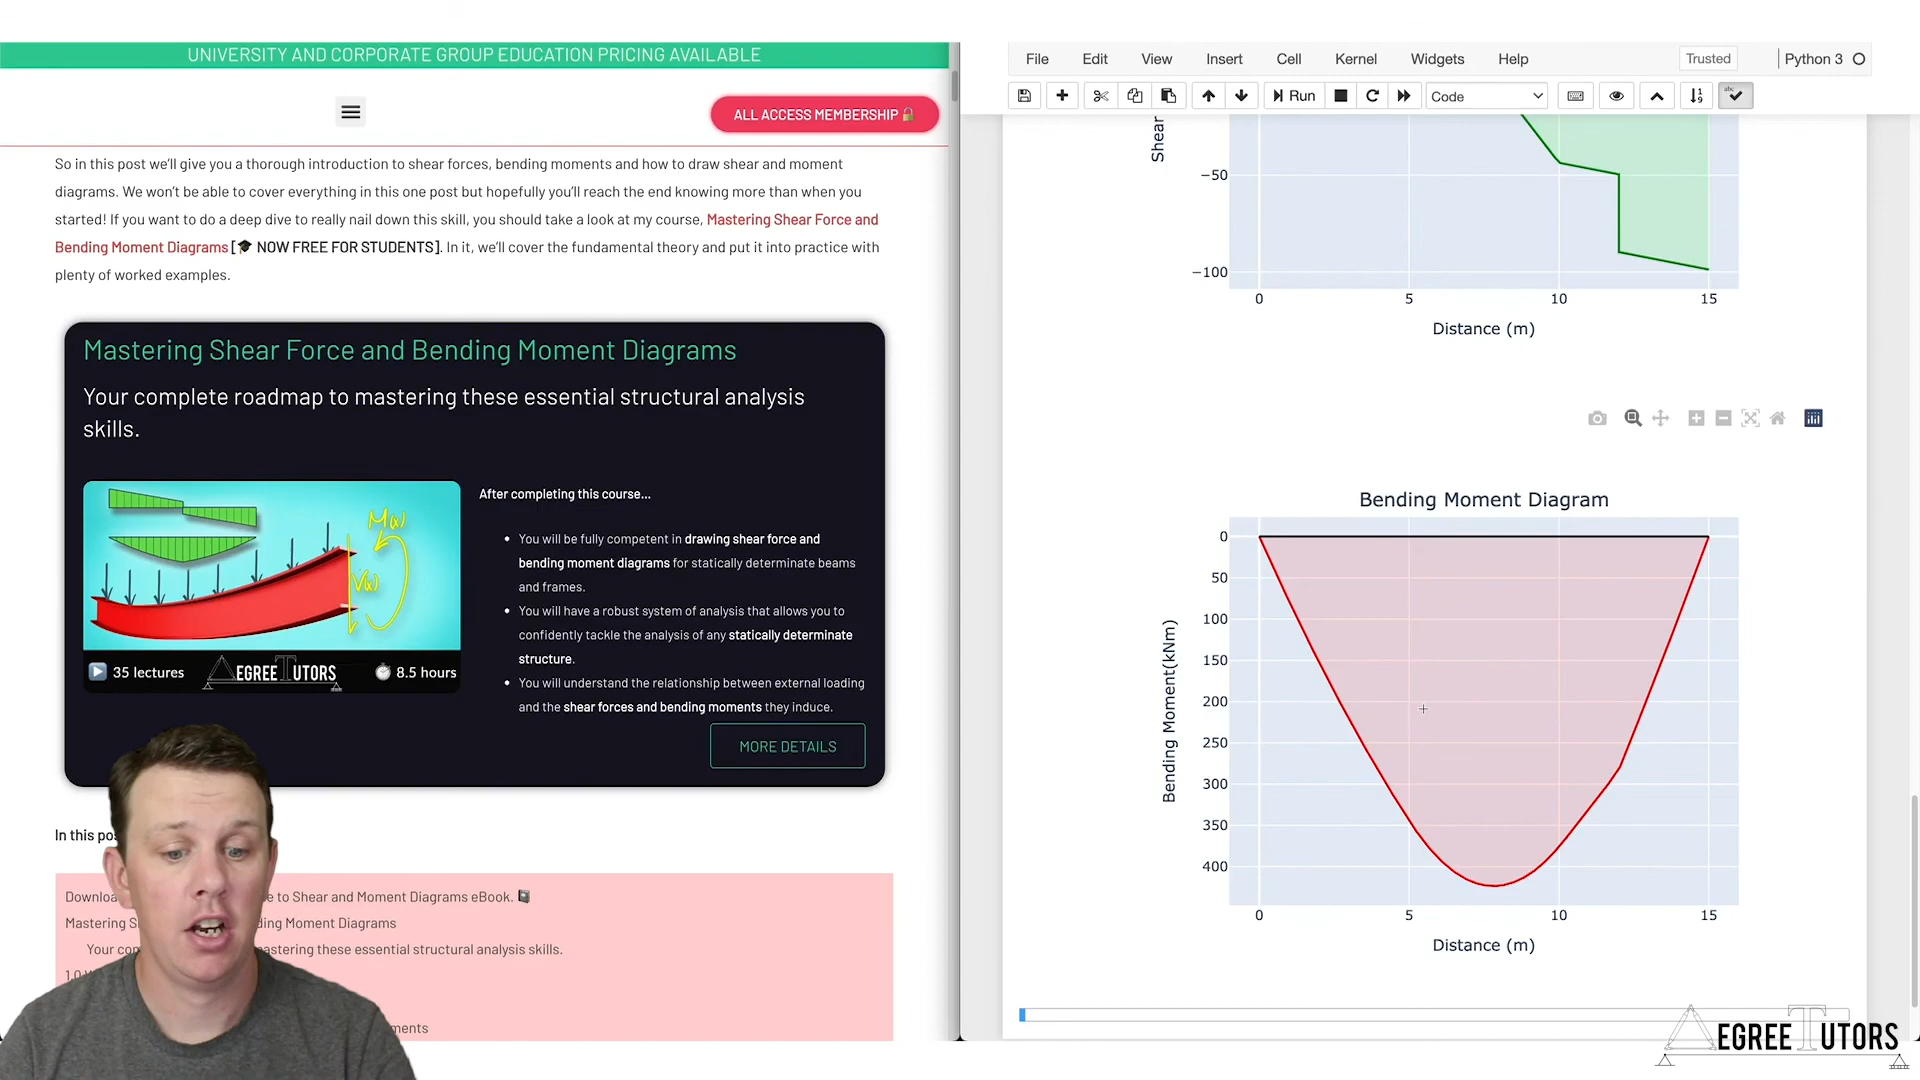 UNIVERSITY AND CORPORATE GROUP EDUCATION PRICING AVAILABLE
ALL ACCESS MEMBERSHIP
So in this post we'll give you a thorough introduction to shear forces, bending moments and how to draw shear and moment
diagrams. We won't be able to cover everything in this one post but hopefully you'll reach the end knowing more than when you
started! If you want to do a deep dive to really nail down this skill, you should take a look at my course, Mastering Shear Force and
Bending Moment Diagrams [🎓 NOW FREE FOR STUDENTS]. In it, we'll cover the fundamental theory and put it into practice with
plenty of worked examples.
Mastering Shear Force and Bending Moment Diagrams
Your complete roadmap to mastering these essential structural analysis
skills.
M(x)
V(x)
35 lectures
DEGREE TUTORS
8.5 hours
After completing this course...
• You will be fully competent in drawing shear force and
bending moment diagrams for statically determinate beams
and frames.
• You will have a robust system of analysis that allows you to
confidently tackle the analysis of any statically determinate
structure.
• You will understand the relationship between external loading
and the shear forces and bending moments they induce.
MORE DETAILS
In this po
Downloa e to Shear and Moment Diagrams eBook.
Mastering S ding Moment Diagrams
Your co mastering these essential structural analysis skills.
1.0
ments
File Edit View Insert Cell Kernel Widgets Help
Trusted
Python 3
Run
Code
Shear
−50
−100
0 5 10 15
Distance (m)
Bending Moment Diagram
Bending Moment(kNm)
0
50
100
150
200
250
300
350
400
0 5 10 15
Distance (m)
DEGREE TUTORS